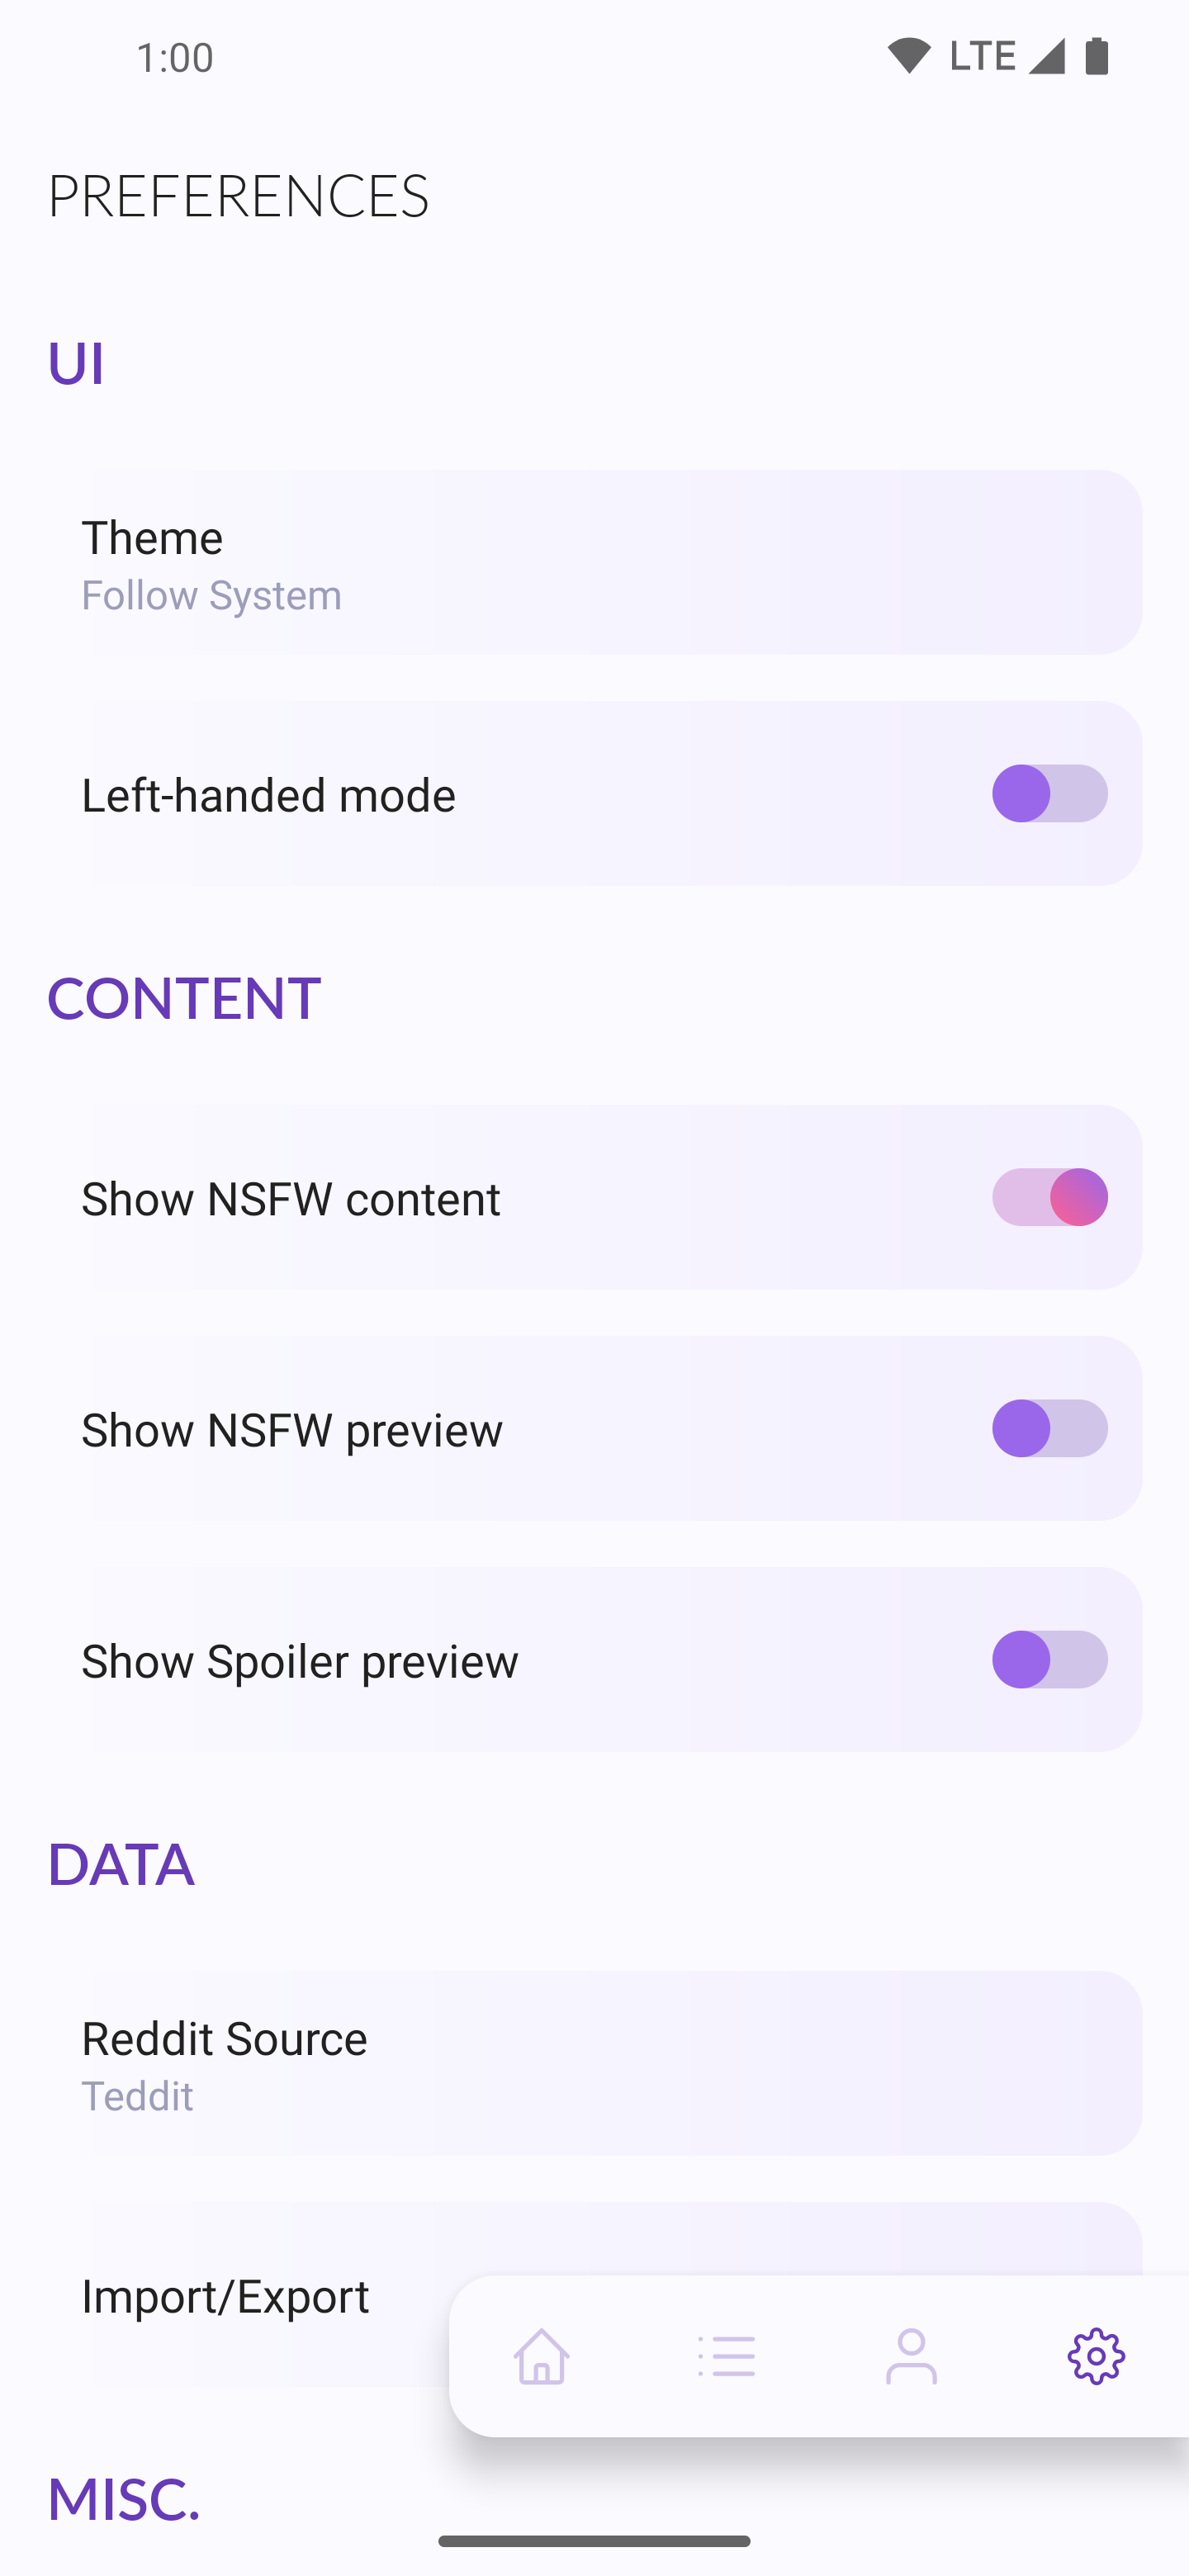 1:00 LTE
PREFERENCES
UI
Theme
Follow System
Left-handed mode
CONTENT
Show NSFW content
Show NSFW preview
Show Spoiler preview
DATA
Reddit Source
Teddit
Import/Export
MISC.